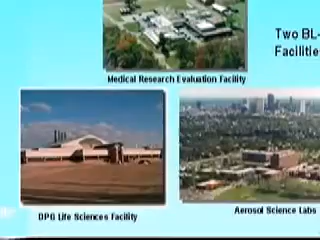 Two BL-
Facilitie
Medical Research Evaluation Facility
DPG Life Sciences Facility
Aerosol Science Labs